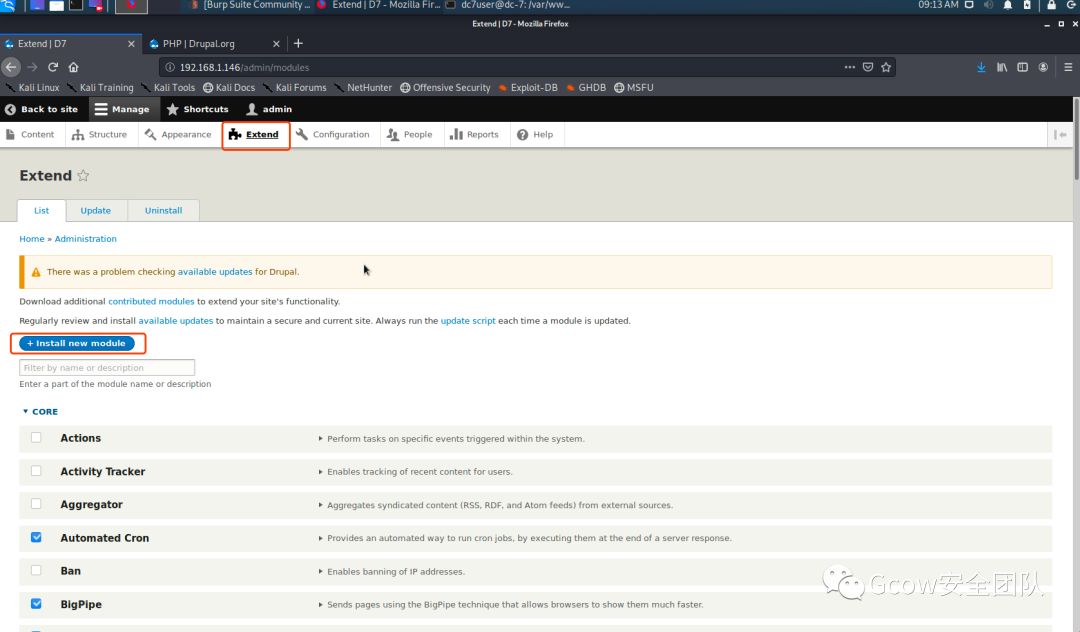 [Burp Suite Community ...
Extend | D7 - Mozilla Fir...
dc7user@dc-7: /var/ww...
09:13 AM
Extend | D7 - Mozilla Firefox
Extend | D7
PHP | Drupal.org
192.168.1.146/admin/modules
Kali Linux
Kali Training
Kali Tools
Kali Docs
Kali Forums
NetHunter
Offensive Security
Exploit-DB
GHDB
MSFU
Back to site
Manage
Shortcuts
admin
Content
Structure
Appearance
Extend
Configuration
People
Reports
Help
Extend
List
Update
Uninstall
Home » Administration
There was a problem checking available updates for Drupal.
Download additional contributed modules to extend your site's functionality.
Regularly review and install available updates to maintain a secure and current site. Always run the update script each time a module is updated.
+ Install new module
Filter by name or description
Enter a part of the module name or description
CORE
Actions
Perform tasks on specific events triggered within the system.
Activity Tracker
Enables tracking of recent content for users.
Aggregator
Aggregates syndicated content (RSS, RDF, and Atom feeds) from external sources.
Automated Cron
Provides an automated way to run cron jobs, by executing them at the end of a server response.
Ban
Enables banning of IP addresses.
BigPipe
Sends pages using the BigPipe technique that allows browsers to show them much faster.
Gcow安全团队